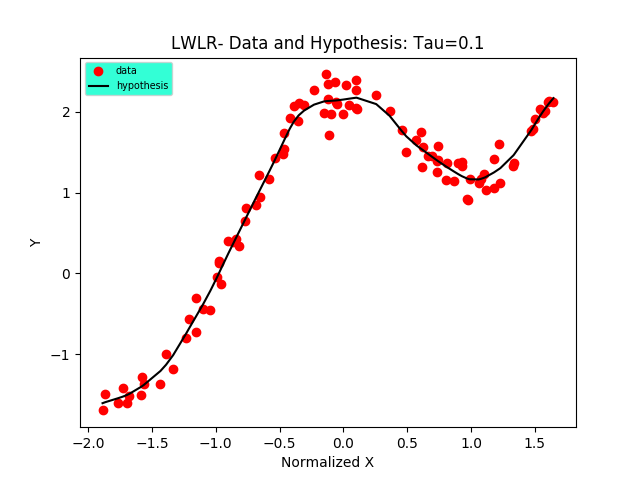 LWLR- Data and Hypothesis: Tau=0.1
data
hypothesis
Y
2
1
0
−1
−2.0 −1.5 −1.0 −0.5 0.0 0.5 1.0 1.5
Normalized X